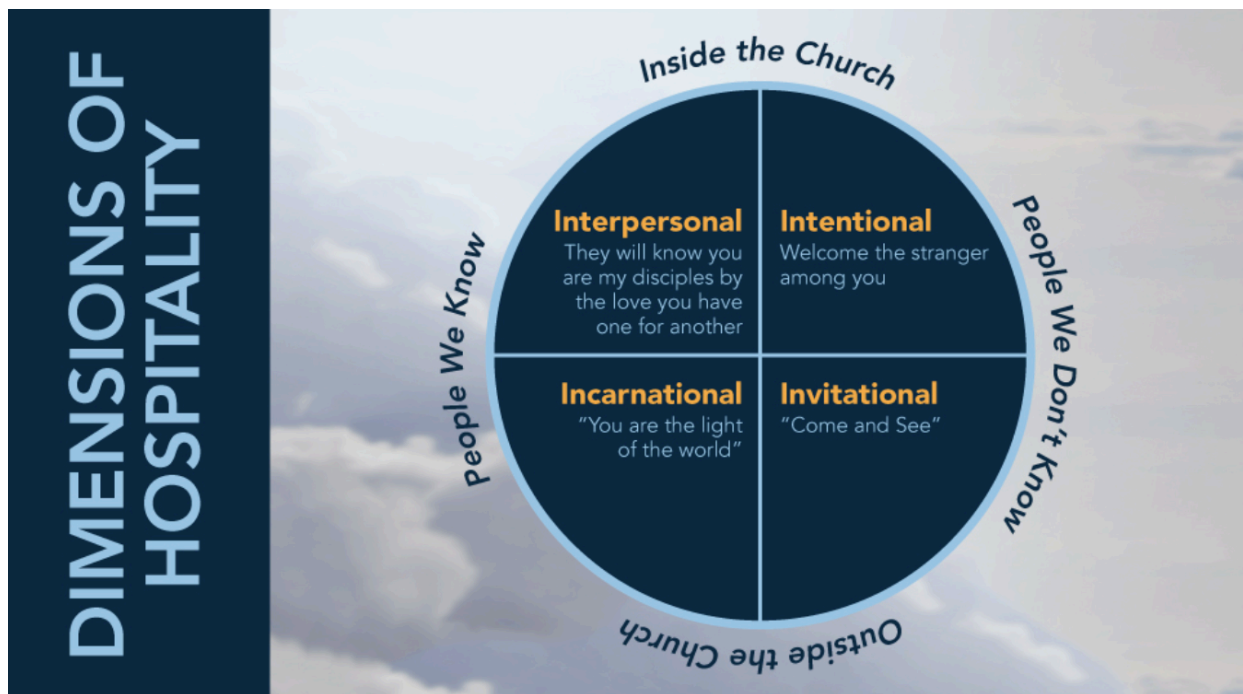 DIMENSIONS OF
HOSPITALITY
Inside the Church
People We Know
People We Don't Know
Interpersonal
They will know you
are my disciples by
the love you have
one for another
Intentional
Welcome the stranger
among you
Incarnational
"You are the light
of the world"
Invitational
"Come and See"
Outside the Church